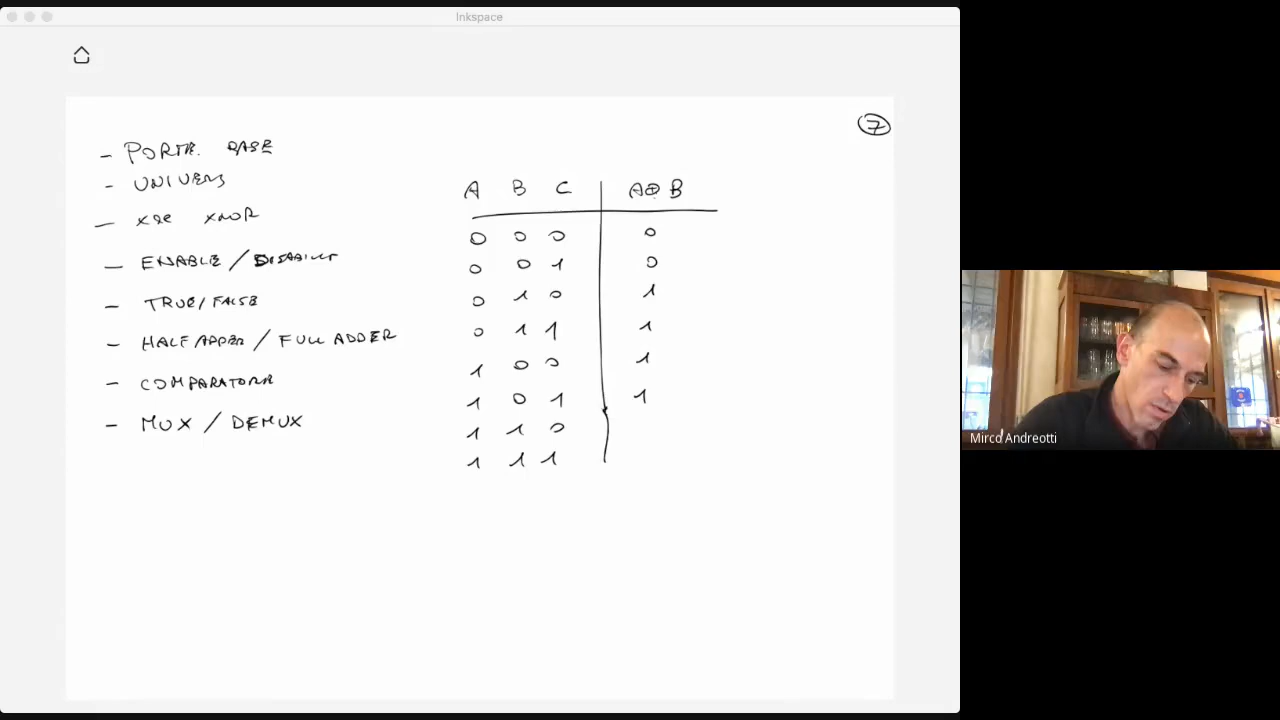 Inkspace
7
- PORTE BASE
- UNIVERS
- XOR XNOR
- ENABLE / DISABLE
- TRUE / FALSE
- HALF ADDER / FULL ADDER
- COMPARATORE
- MUX / DEMUX
A B C | A⊕B
0 0 0 | 0
0 0 1 | 0
0 1 0 | 1
0 1 1 | 1
1 0 0 | 1
1 0 1 | 1
1 1 0
1 1 1
Mirco Andreotti